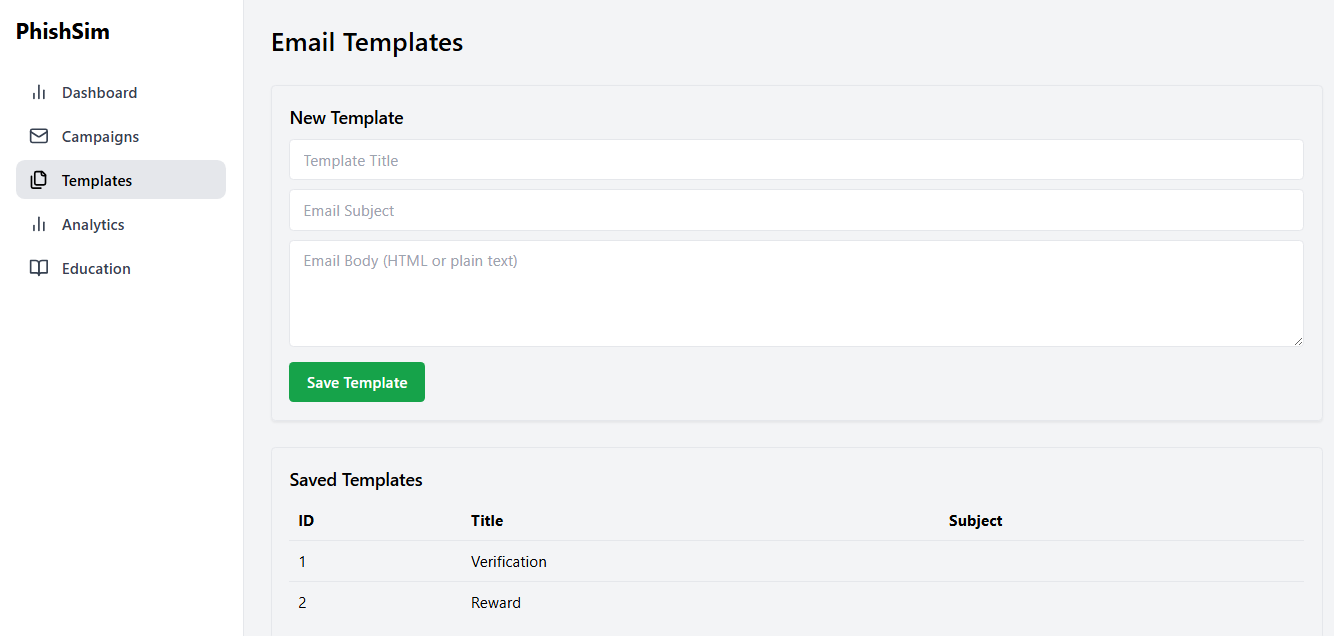 PhishSim
Dashboard
Campaigns
Templates
Analytics
Education
Email Templates
New Template
Template Title
Email Subject
Email Body (HTML or plain text)
Save Template
Saved Templates
ID Title Subject
1 Verification
2 Reward